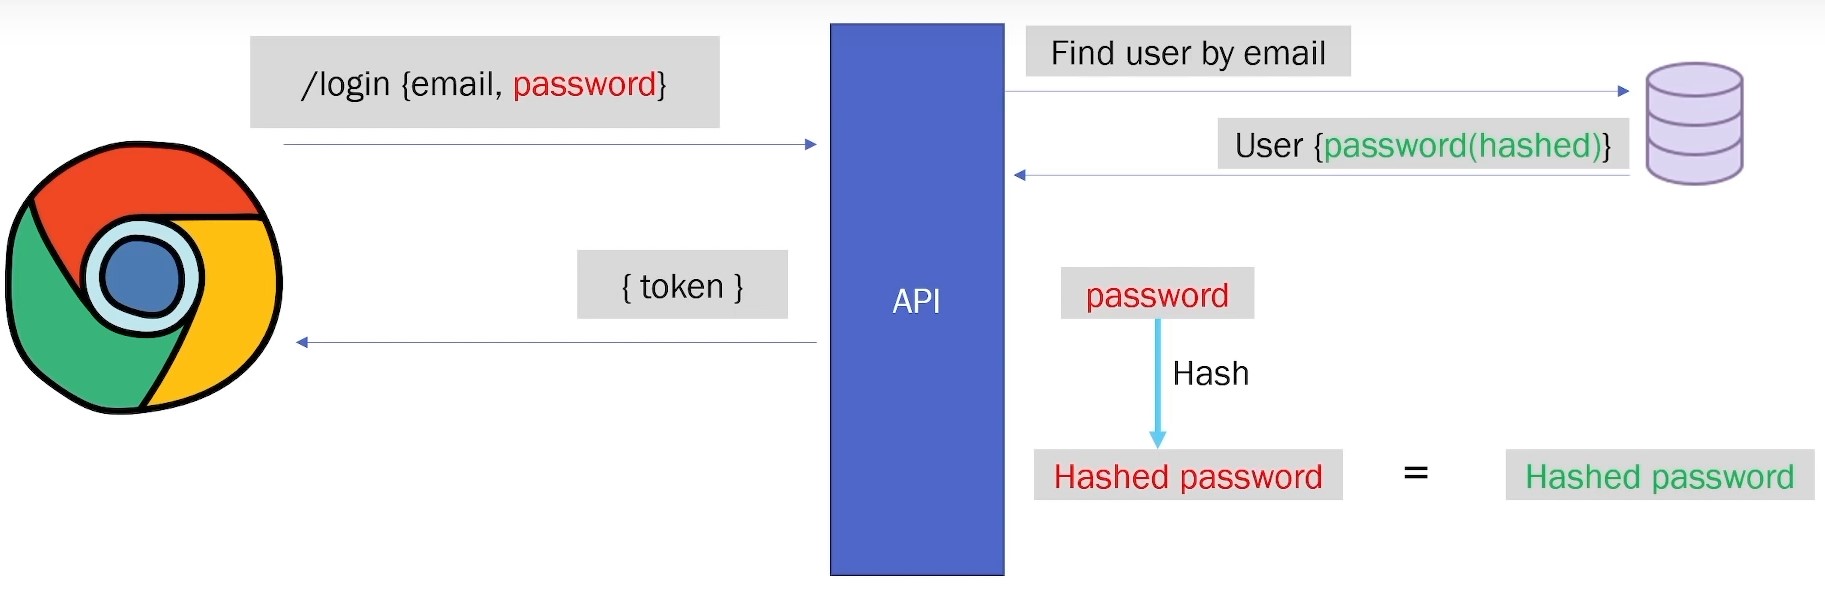 /login {email, password}
Find user by email
User {password(hashed)}
{ token }
API
password
Hash
Hashed password
=
Hashed password